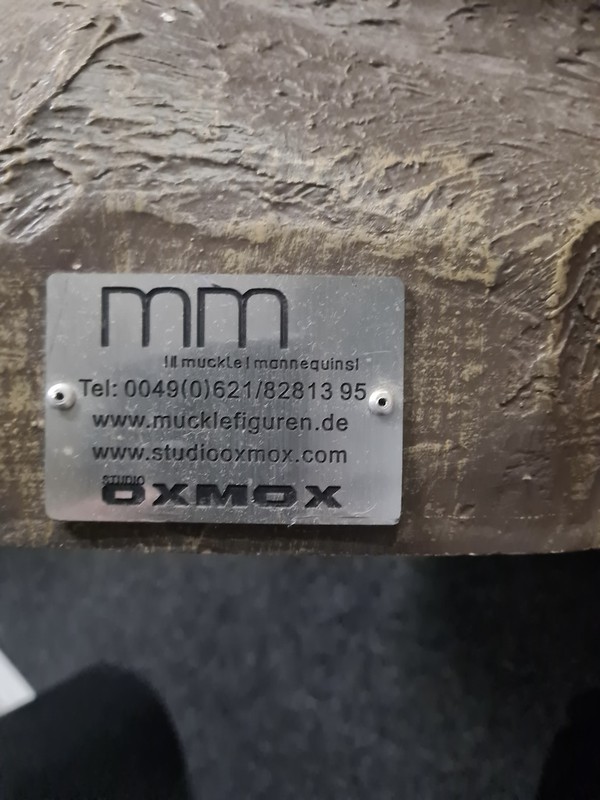 mm
||| muckle | mannequins|
Tel: 0049(0)621/82813 95
www.mucklefiguren.de
www.studiooxmox.com
STUDIO
OXMOX